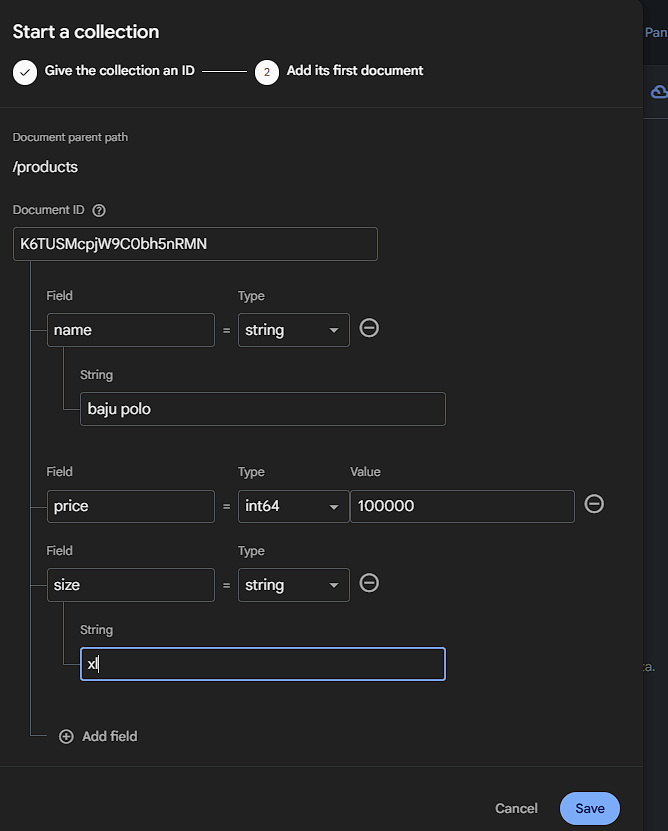 Start a collection
Pan
Give the collection an ID
2 Add its first document
Document parent path
/products
Document ID
K6TUSMcpjW9C0bh5nRMN
Field Type
name = string
String
baju polo
Field Type Value
price = int64 100000
Field Type
size = string
String
xl
ta.
Add field
Cancel Save